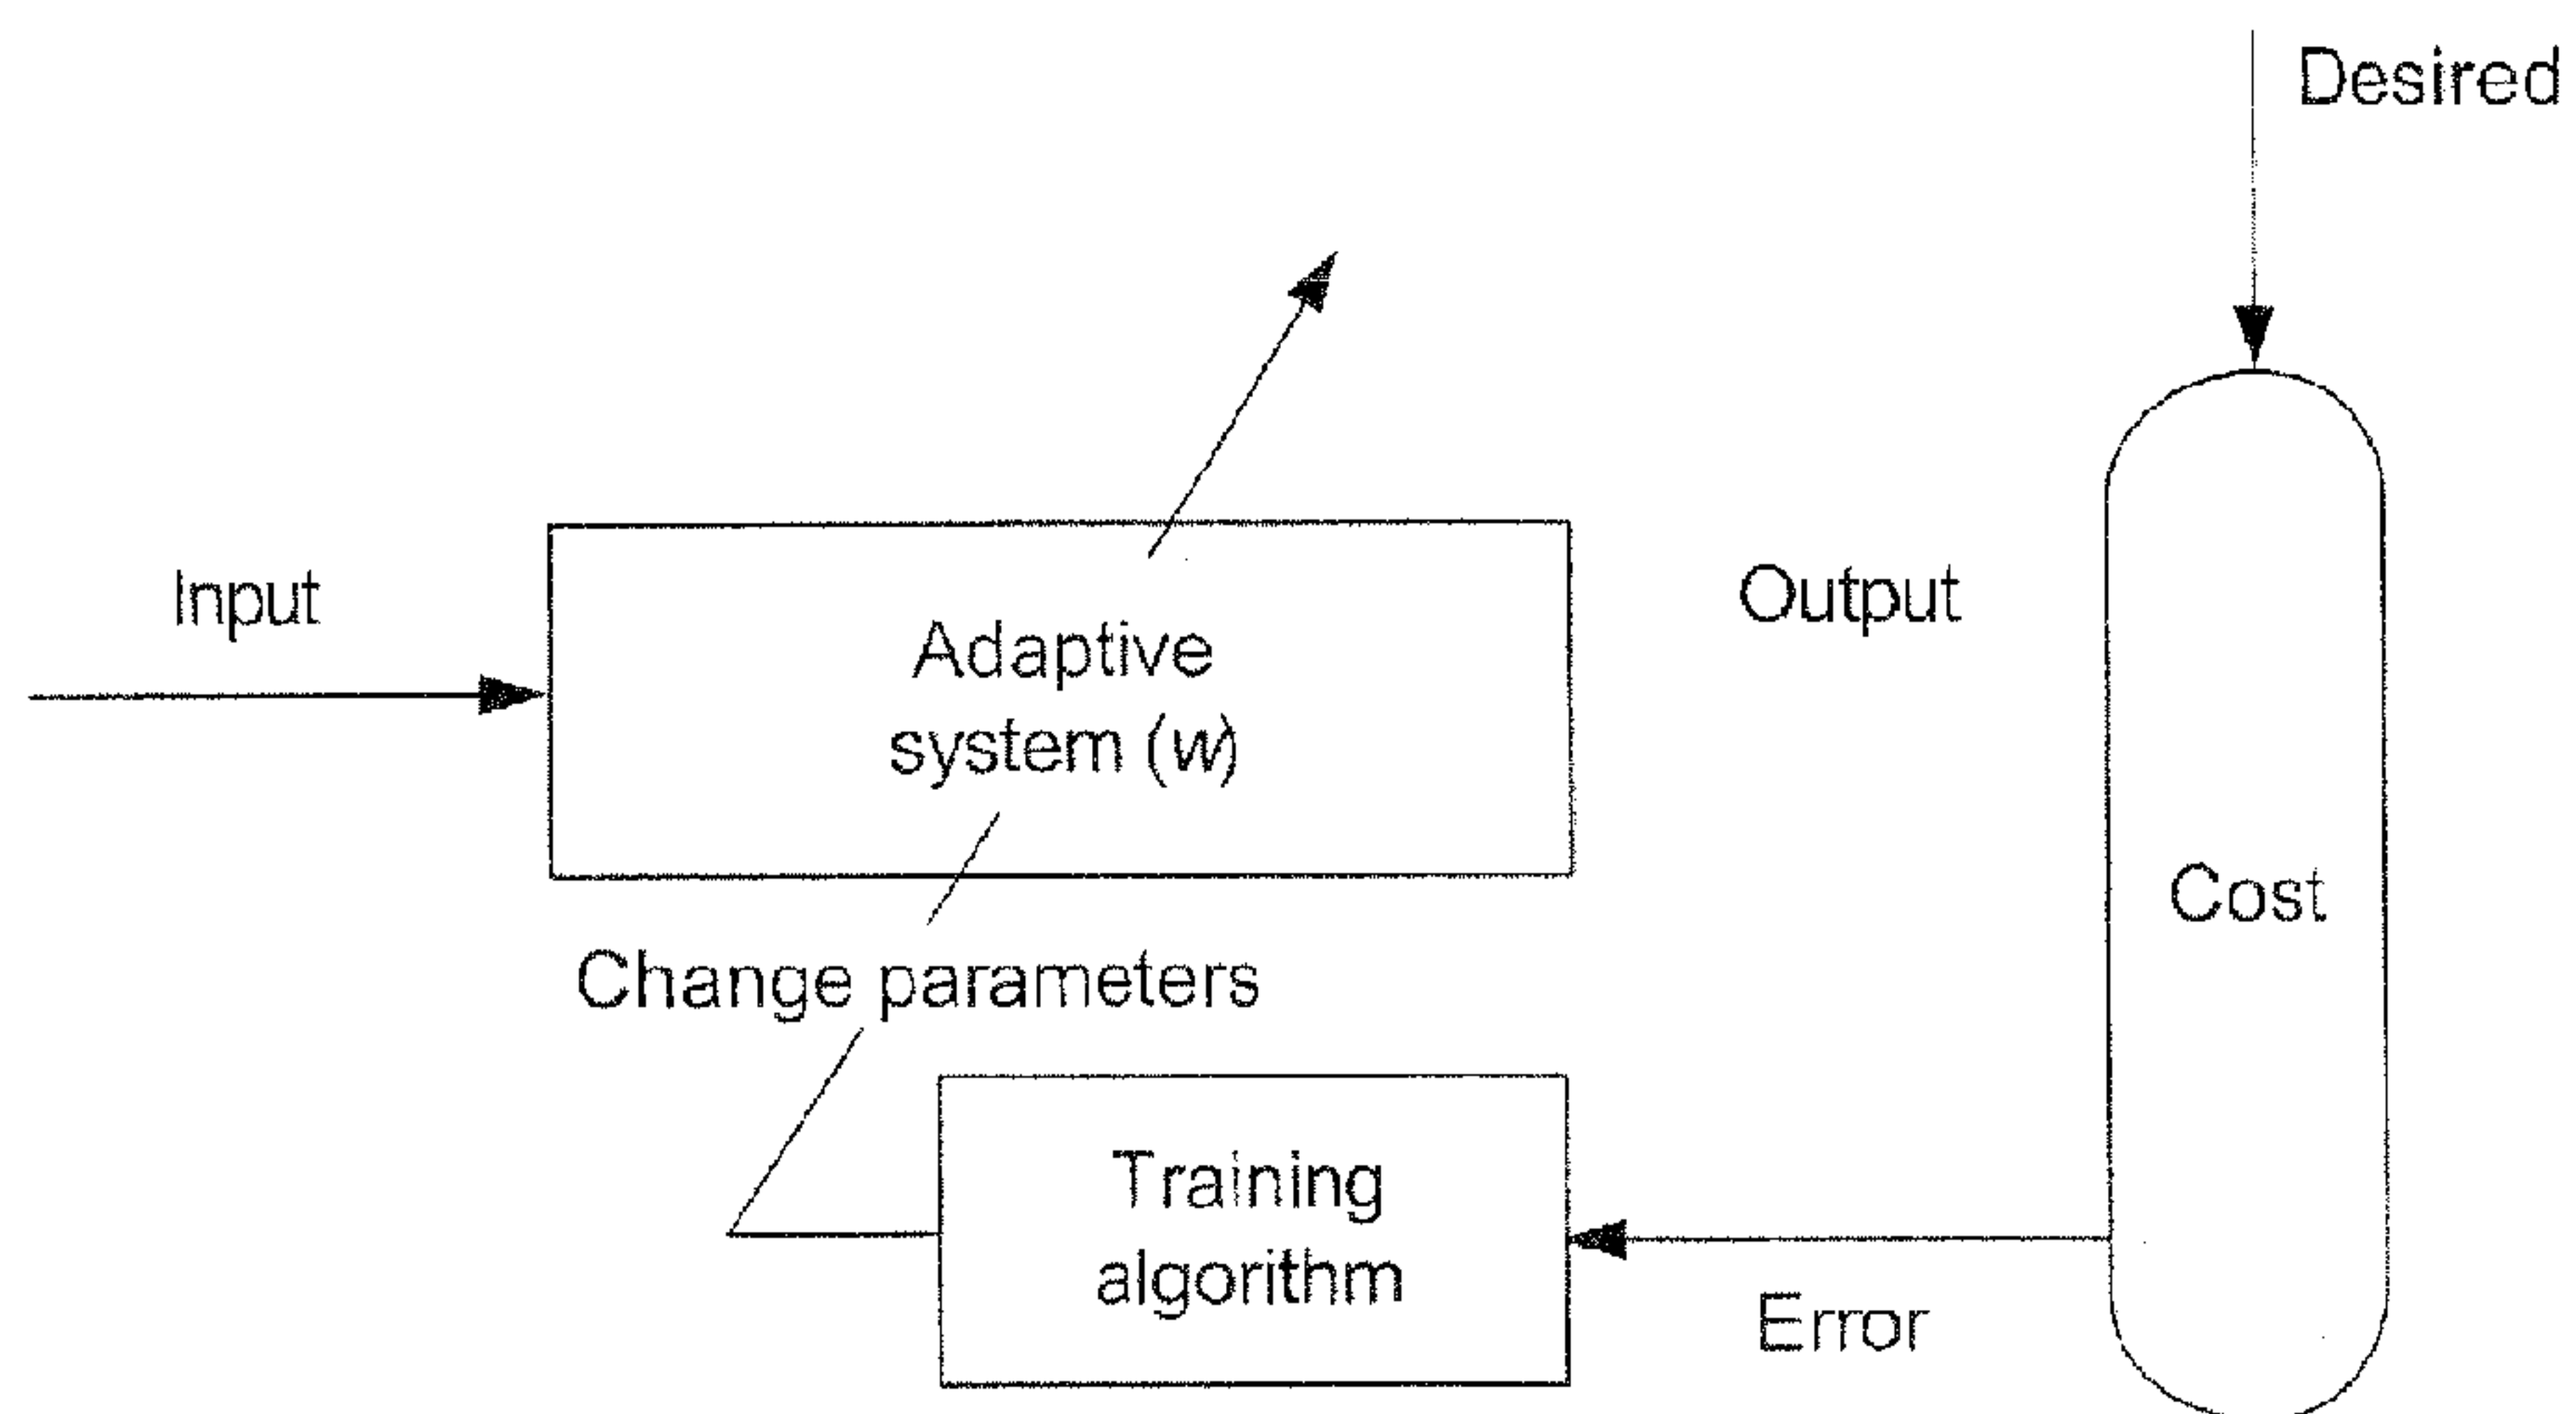 Desired
Input
Adaptive
system (w)
Output
Cost
Change parameters
Training
algorithm
Error